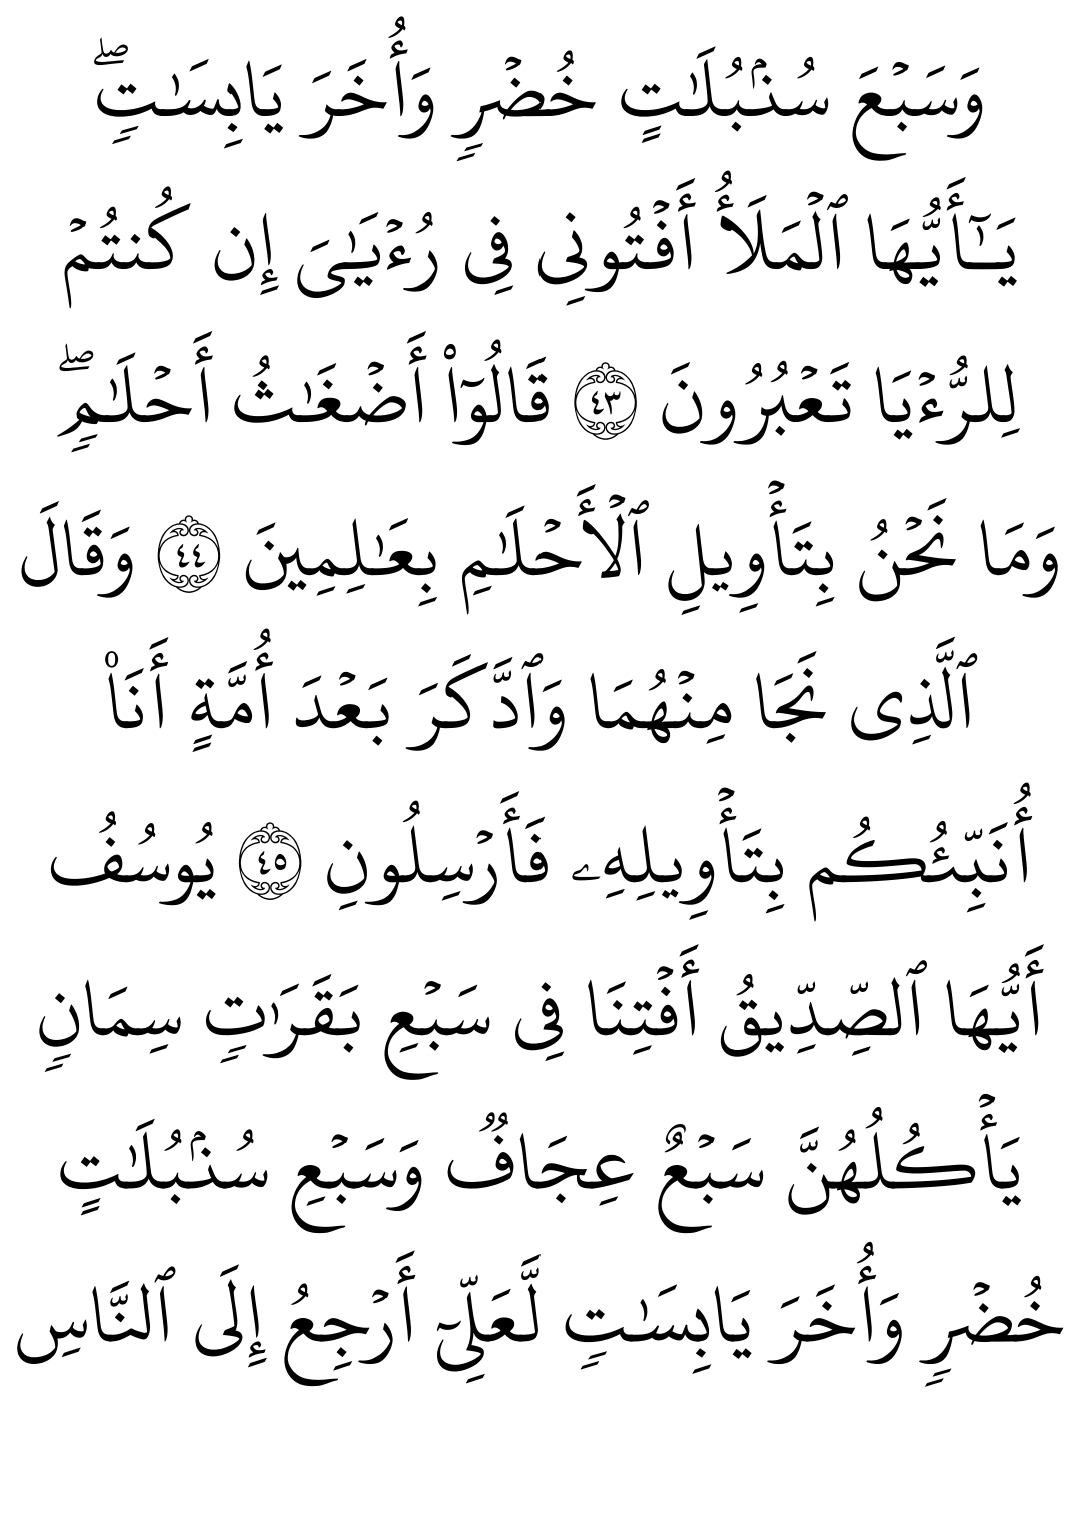 وَسَبۡعَ سُنۢبُلَٰتٍ خُضۡرٖ وَأُخَرَ يَابِسَٰتٖۖ
يَٰٓأَيُّهَا ٱلۡمَلَأُ أَفۡتُونِي فِي رُءۡيَٰيَ إِن كُنتُمۡ
لِلرُّءۡيَا تَعۡبُرُونَ ٤٣ قَالُوٓاْ أَضۡغَٰثُ أَحۡلَٰمٖۖ
وَمَا نَحۡنُ بِتَأۡوِيلِ ٱلۡأَحۡلَٰمِ بِعَٰلِمِينَ ٤٤ وَقَالَ
ٱلَّذِي نَجَا مِنۡهُمَا وَٱدَّكَرَ بَعۡدَ أُمَّةٍ أَنَا۠
أُنَبِّئُكُم بِتَأۡوِيلِهِۦ فَأَرۡسِلُونِ ٤٥ يُوسُفُ
أَيُّهَا ٱلصِّدِّيقُ أَفۡتِنَا فِي سَبۡعِ بَقَرَٰتٖ سِمَانٖ
يَأۡكُلُهُنَّ سَبۡعٌ عِجَافٞ وَسَبۡعِ سُنۢبُلَٰتٍ
خُضۡرٖ وَأُخَرَ يَابِسَٰتٖ لَّعَلِّيٓ أَرۡجِعُ إِلَى ٱلنَّاسِ